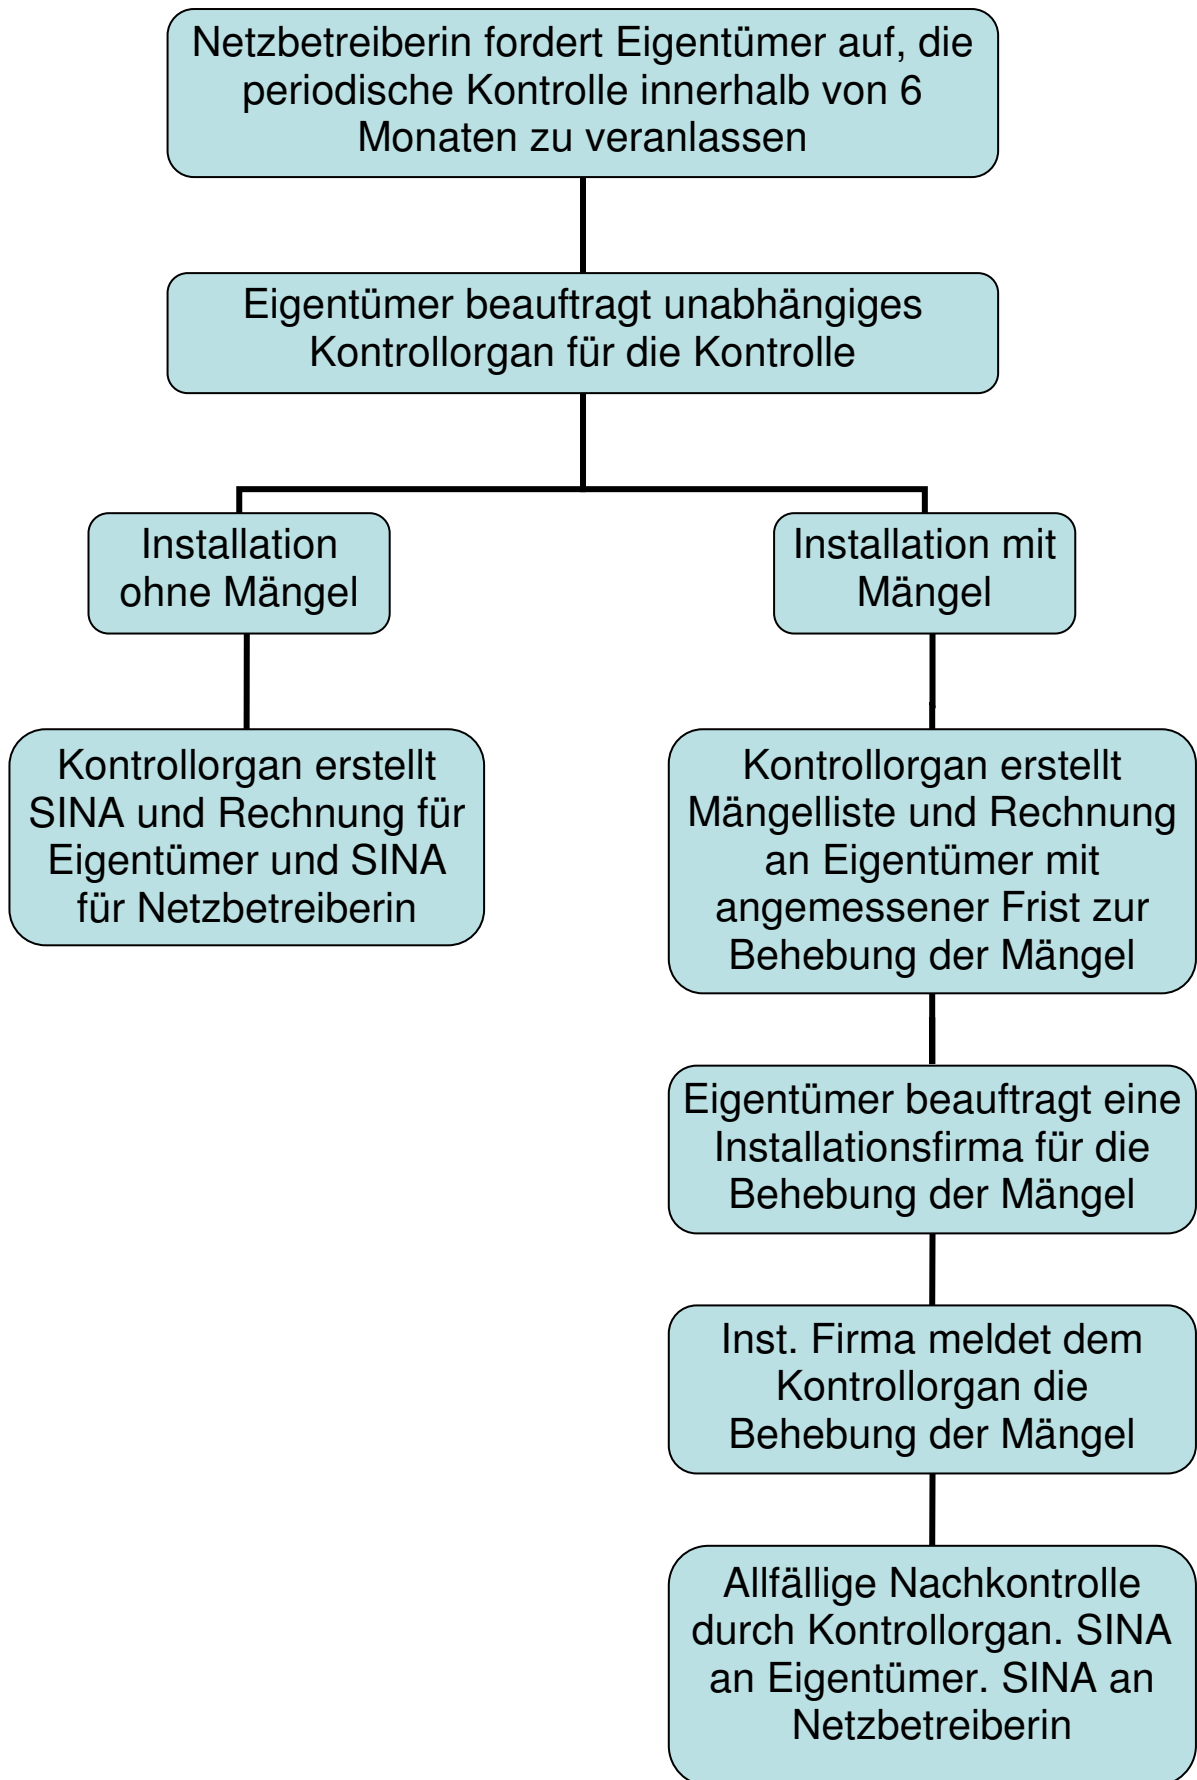 Netzbetreiberin fordert Eigentümer auf, die
periodische Kontrolle innerhalb von 6
Monaten zu veranlassen
Eigentümer beauftragt unabhängiges
Kontrollorgan für die Kontrolle
Installation
ohne Mängel
Installation mit
Mängel
Kontrollorgan erstellt
SINA und Rechnung für
Eigentümer und SINA
für Netzbetreiberin
Kontrollorgan erstellt
Mängelliste und Rechnung
an Eigentümer mit
angemessener Frist zur
Behebung der Mängel
Eigentümer beauftragt eine
Installationsfirma für die
Behebung der Mängel
Inst. Firma meldet dem
Kontrollorgan die
Behebung der Mängel
Allfällige Nachkontrolle
durch Kontrollorgan. SINA
an Eigentümer. SINA an
Netzbetreiberin